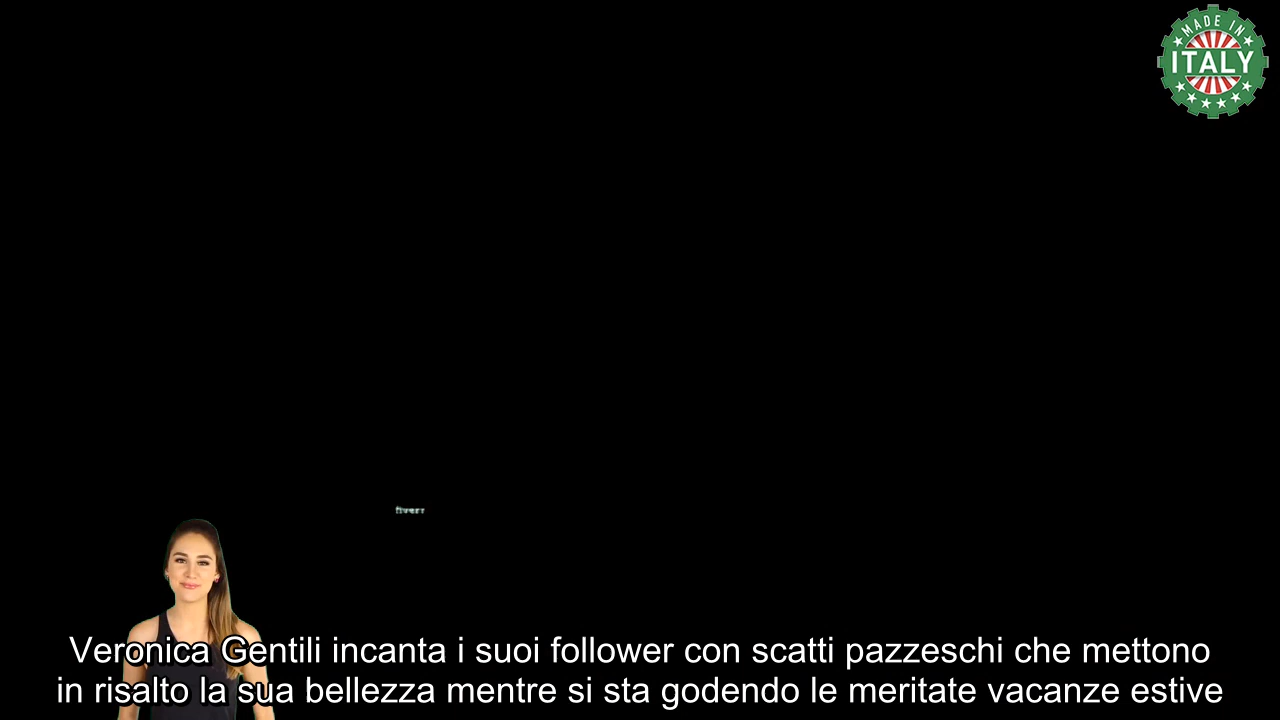 MADE IN
ITALY
fiverr
Veronica Gentili incanta i suoi follower con scatti pazzeschi che mettono
in risalto la sua bellezza mentre si sta godendo le meritate vacanze estive